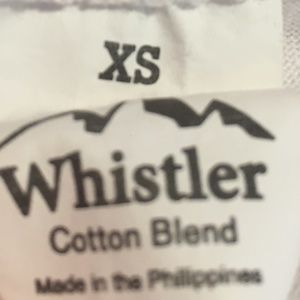 XS
Whistler
Cotton Blend
Made in the Philippines